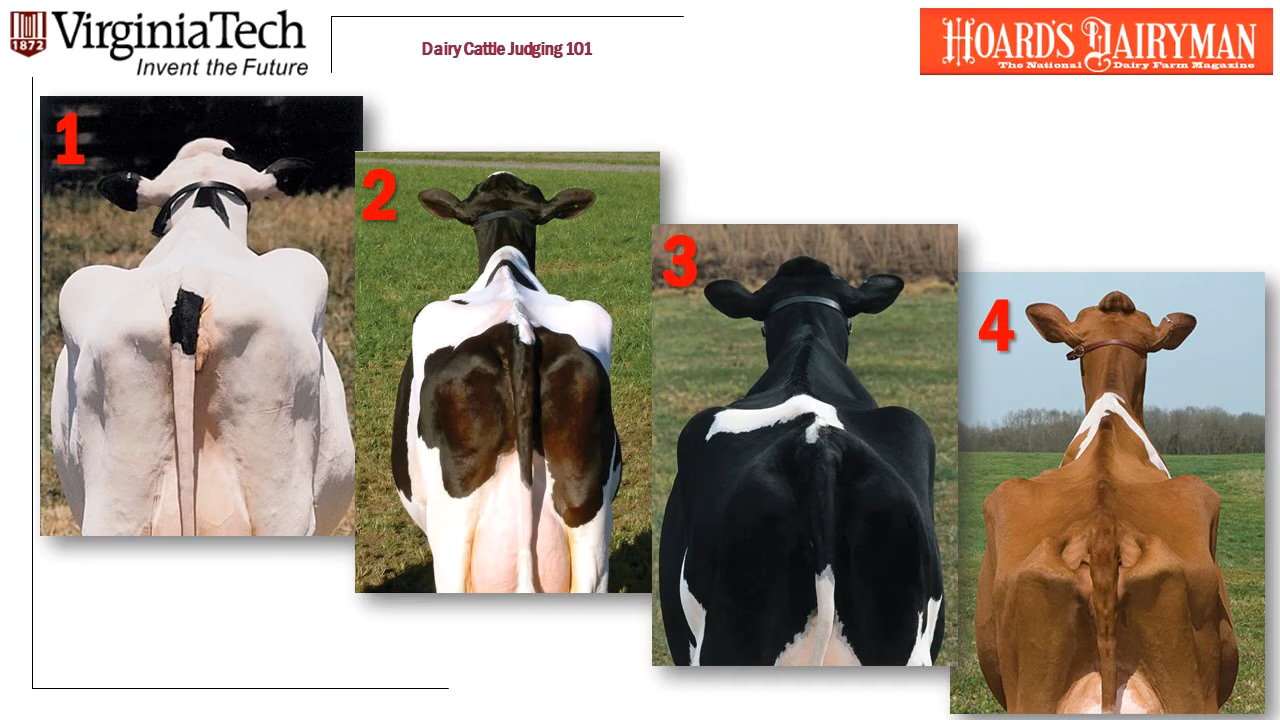 VirginiaTech
1872
Invent the Future
Dairy Cattle Judging 101
HOARD'S DAIRYMAN
The National Dairy Farm Magazine
1
2
3
4